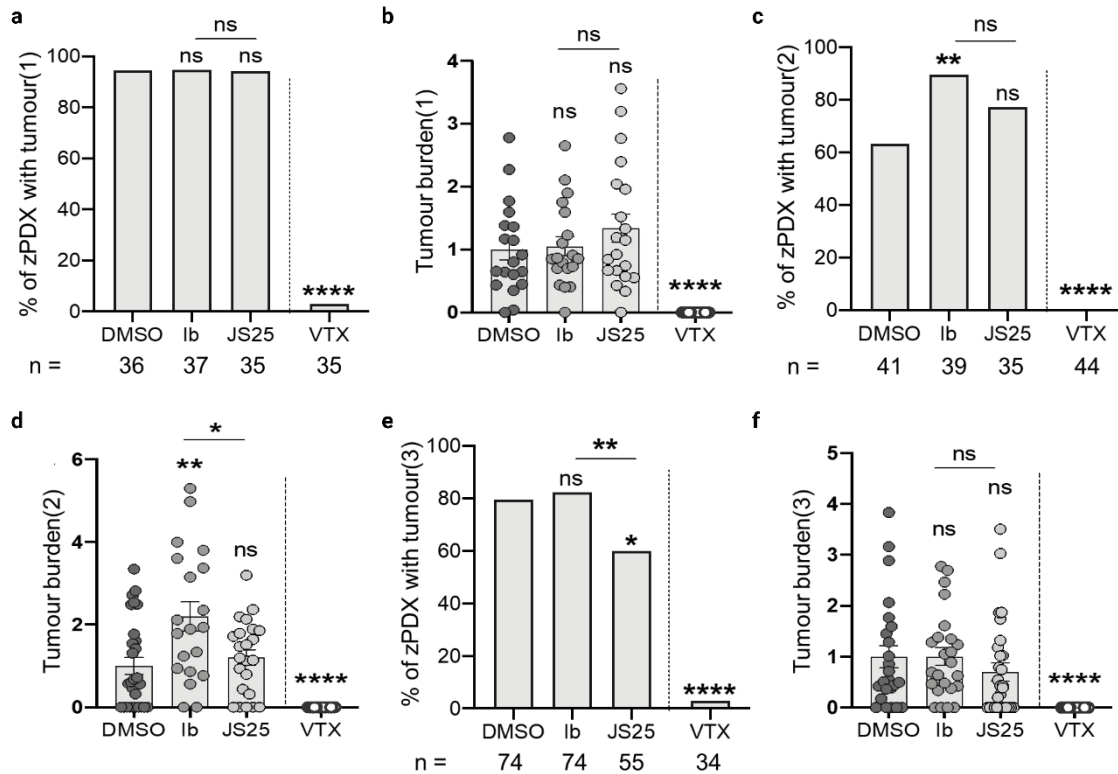 a
% of zPDX with tumour(1)
100
80
60
40
20
0
ns
ns
ns
****
DMSO
Ib
JS25
VTX
n =
36
37
35
35
b
Tumour burden(1)
4
3
2
1
0
ns
ns
ns
****
DMSO
Ib
JS25
VTX
c
% of zPDX with tumour(2)
100
80
60
40
20
0
ns
**
ns
****
DMSO
Ib
JS25
VTX
n =
41
39
35
44
d
Tumour burden(2)
6
4
2
0
*
**
ns
****
DMSO
Ib
JS25
VTX
e
% of zPDX with tumour(3)
100
80
60
40
20
0
**
ns
*
****
DMSO
Ib
JS25
VTX
n =
74
74
55
34
f
Tumour burden(3)
5
4
3
2
1
0
ns
ns
ns
****
DMSO
Ib
JS25
VTX